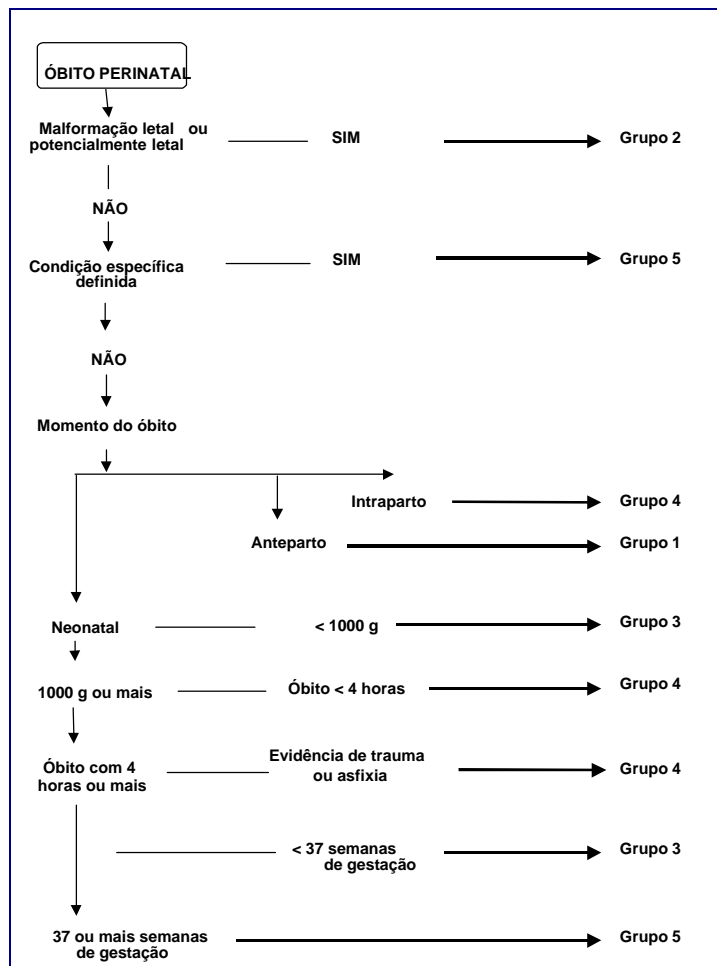 ÓBITO PERINATAL
Malformação letal ou
potencialmente letal
SIM
Grupo 2
NÃO
Condição específica
definida
SIM
Grupo 5
NÃO
Momento do óbito
Intraparto
Grupo 4
Anteparto
Grupo 1
Neonatal
< 1000 g
Grupo 3
1000 g ou mais
Óbito < 4 horas
Grupo 4
Óbito com 4
horas ou mais
Evidência de trauma
ou asfixia
Grupo 4
< 37 semanas
de gestação
Grupo 3
37 ou mais semanas
de gestação
Grupo 5